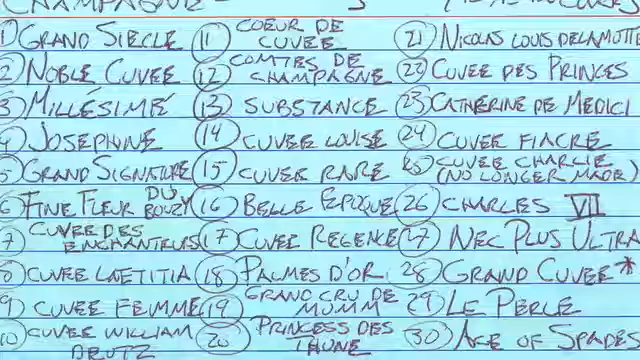 CHAMPAGNE
1 GRAND SIECLE
2 NOBLE CUVEE
3 MILLÉSIMÉ
4 JOSEPHINE
5 GRAND SIGNATURE
6 FINE FLEUR DU BOUZY
7 CUVEE DES ENCHANTEURS
8 CUVEE LAETITIA
9 CUVEE FEMME
10 CUVEE WILLIAM
DEUTZ
11 COEUR DE
CUVEE
12 COMTES DE
CHAMPAGNE
13 SUBSTANCE
14 CUVEE LOUISE
15 CUVEE RARE
16 BELLE EPOQUE
17 CUVEE REGENCE
18 PALMES D'OR
19 GRAND CRU DE
MUMM
20 PRINCESS DES
THUNE
21 NICOLAS LOUIS DELAMOTTE
22 CUVEE DES PRINCES
23 CATHERINE DE MEDICI
24 CUVEE FIACRE
25 CUVEE CHARLIE
(NO LONGER MADE)
26 CHARLES VII
27 NEC PLUS ULTRA
28 GRAND CUVEE*
29 LE PERLE
30 ACE OF SPADES